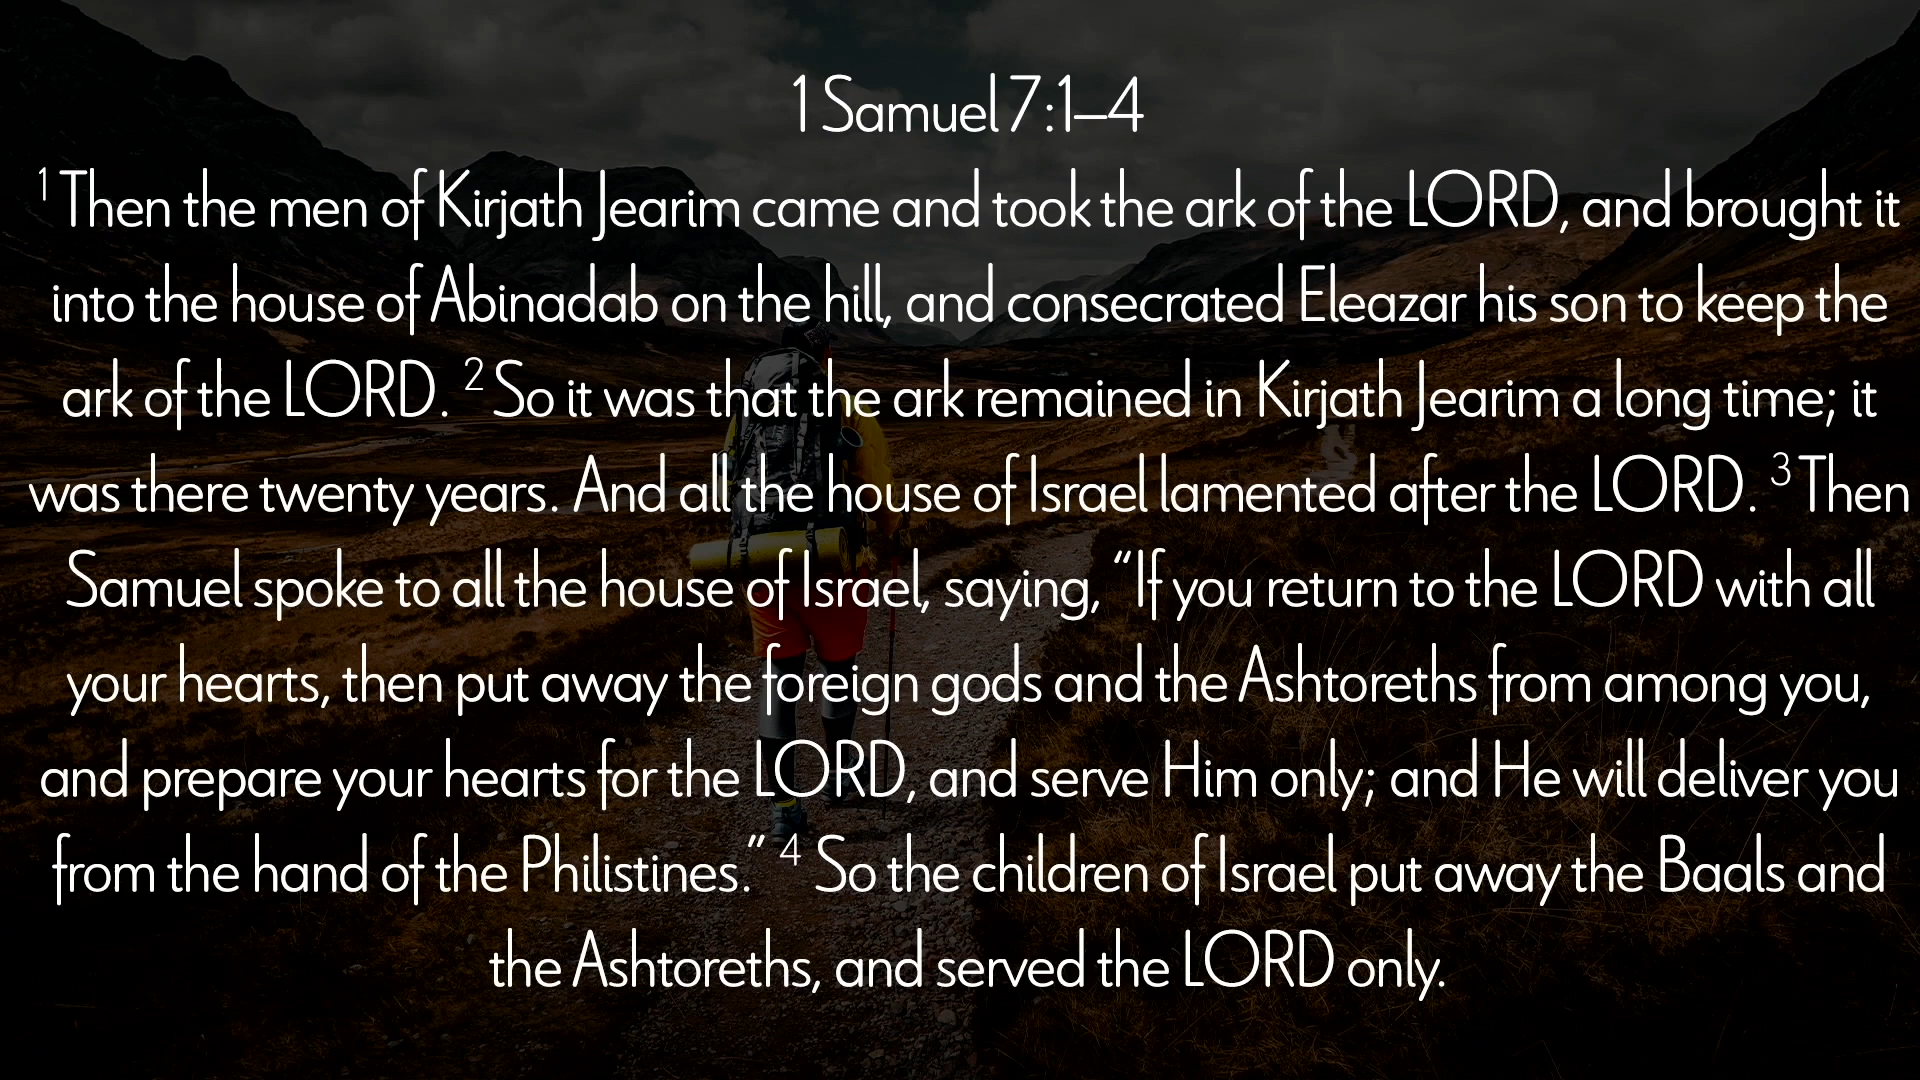 1 Samuel 7:1–4
1 Then the men of Kirjath Jearim came and took the ark of the LORD, and brought it
into the house of Abinadab on the hill, and consecrated Eleazar his son to keep the
ark of the LORD. 2 So it was that the ark remained in Kirjath Jearim a long time; it
was there twenty years. And all the house of Israel lamented after the LORD. 3 Then
Samuel spoke to all the house of Israel, saying, “If you return to the LORD with all
your hearts, then put away the foreign gods and the Ashtoreths from among you,
and prepare your hearts for the LORD, and serve Him only; and He will deliver you
from the hand of the Philistines.” 4 So the children of Israel put away the Baals and
the Ashtoreths, and served the LORD only.